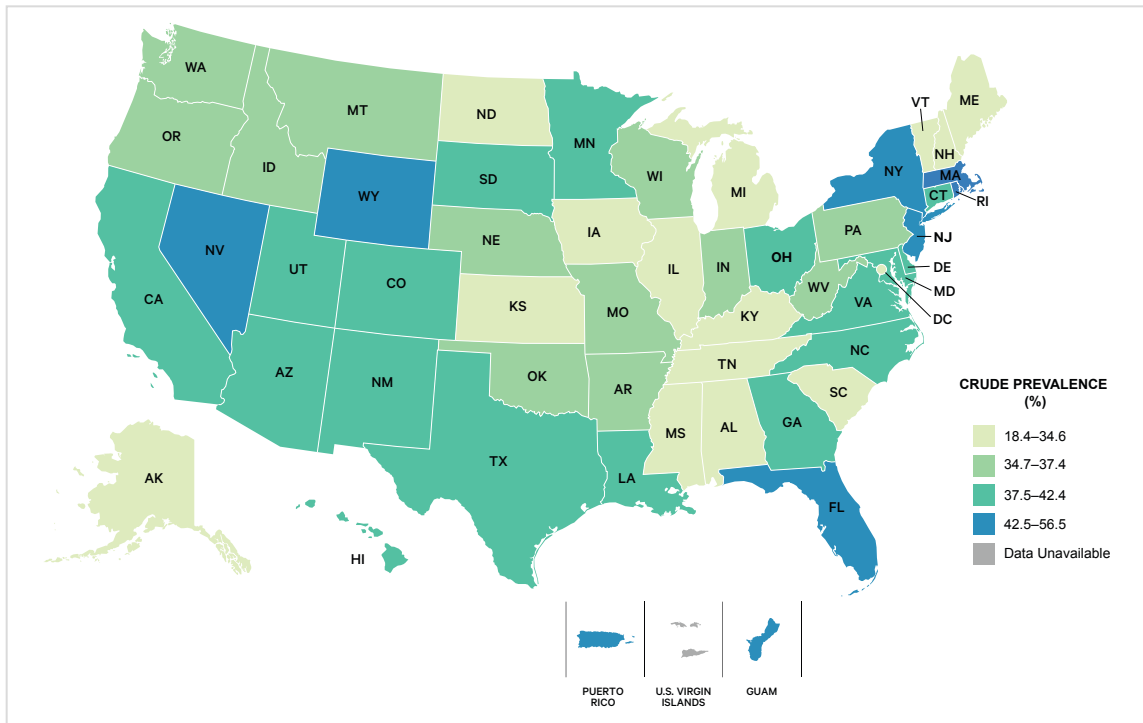 WA
MT
ND
MN
VT
ME
OR
ID
WY
SD
WI
MI
NY
NH
MA
CT
RI
NV
UT
CO
NE
IA
IL
IN
OH
PA
NJ
DE
MD
DC
CA
KS
MO
KY
WV
VA
AZ
NM
OK
AR
TN
NC
SC
TX
LA
MS
AL
GA
FL
AK
HI
CRUDE PREVALENCE
(%)
18.4–34.6
34.7–37.4
37.5–42.4
42.5–56.5
Data Unavailable
PUERTO
RICO
U.S. VIRGIN
ISLANDS
GUAM